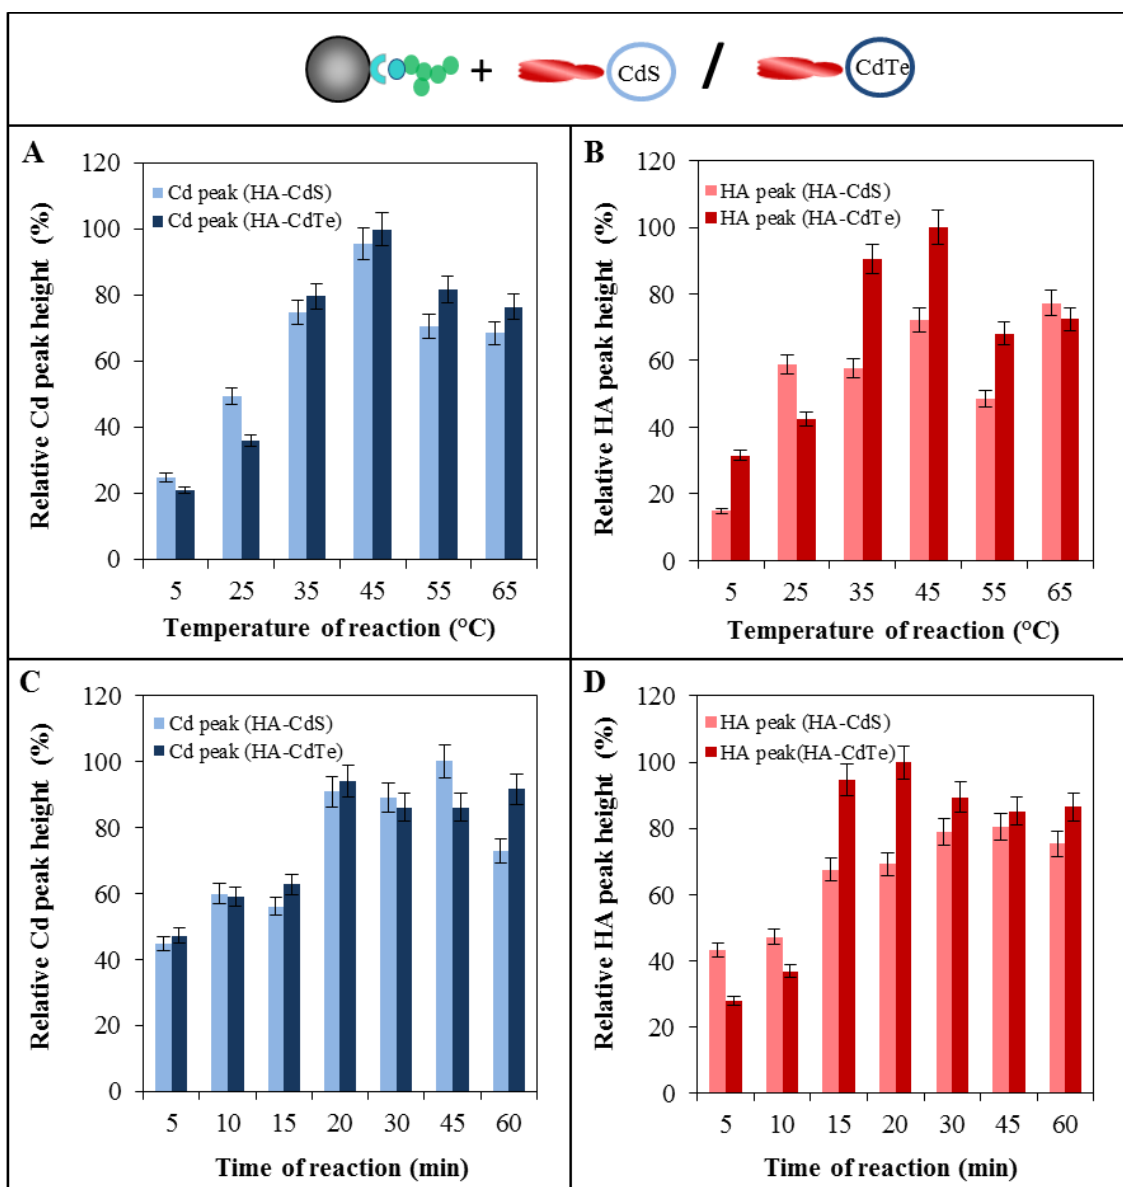 + CdS / CdTe
A
Relative Cd peak height (%)
120
100
80
60
40
20
0
Cd peak (HA-CdS)
Cd peak (HA-CdTe)
5 25 35 45 55 65
Temperature of reaction (°C)
B
Relative HA peak height (%)
120
100
80
60
40
20
0
HA peak (HA-CdS)
HA peak (HA-CdTe)
5 25 35 45 55 65
Temperature of reaction (°C)
C
Relative Cd peak height (%)
120
100
80
60
40
20
0
Cd peak (HA-CdS)
Cd peak (HA-CdTe)
5 10 15 20 30 45 60
Time of reaction (min)
D
Relative HA peak height (%)
120
100
80
60
40
20
0
HA peak (HA-CdS)
HA peak(HA-CdTe)
5 10 15 20 30 45 60
Time of reaction (min)